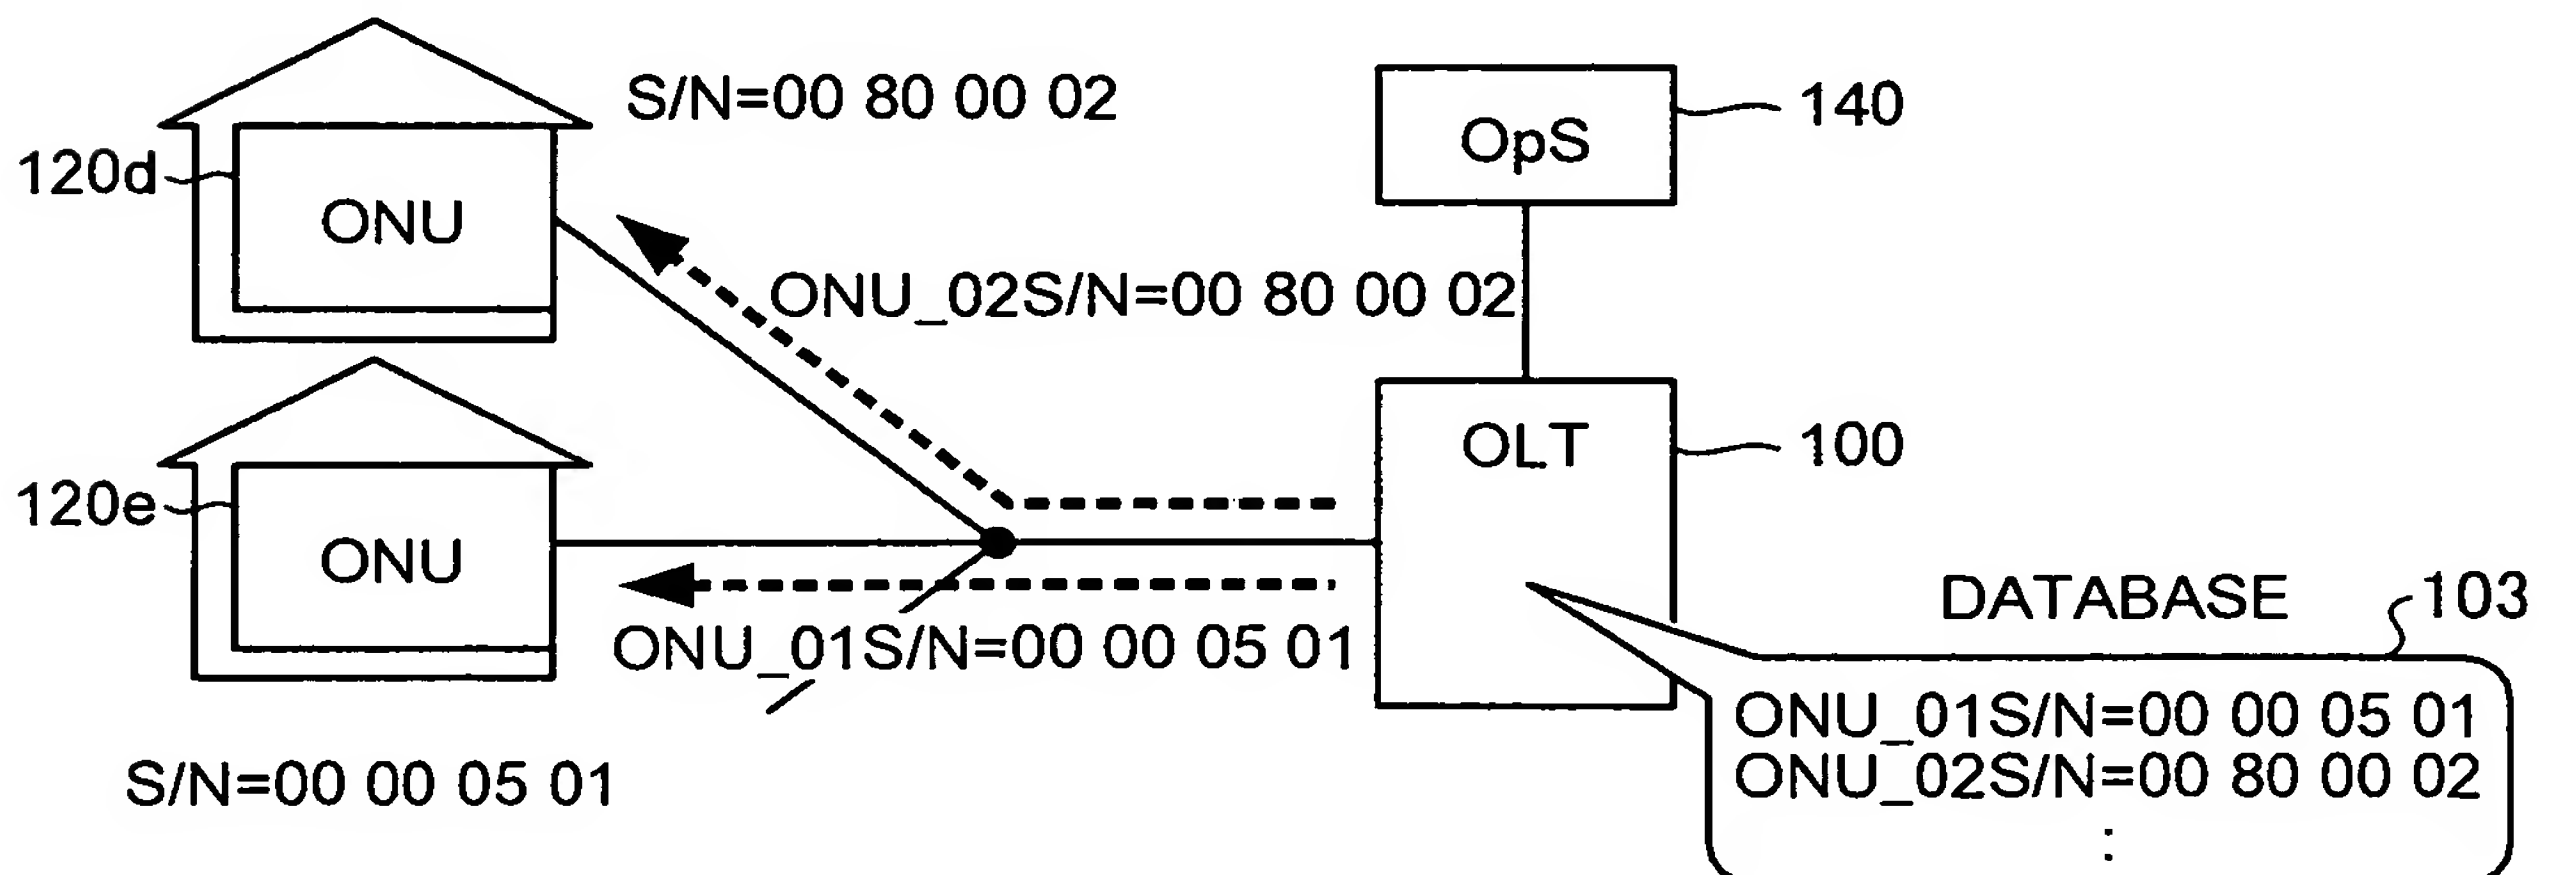 S/N=00 80 00 02
120d
ONU
OpS
140
ONU_02S/N=00 80 00 02
OLT
100
120e
ONU
ONU_01S/N=00 00 05 01
DATABASE
103
ONU_01S/N=00 00 05 01
ONU_02S/N=00 80 00 02
:
S/N=00 00 05 01